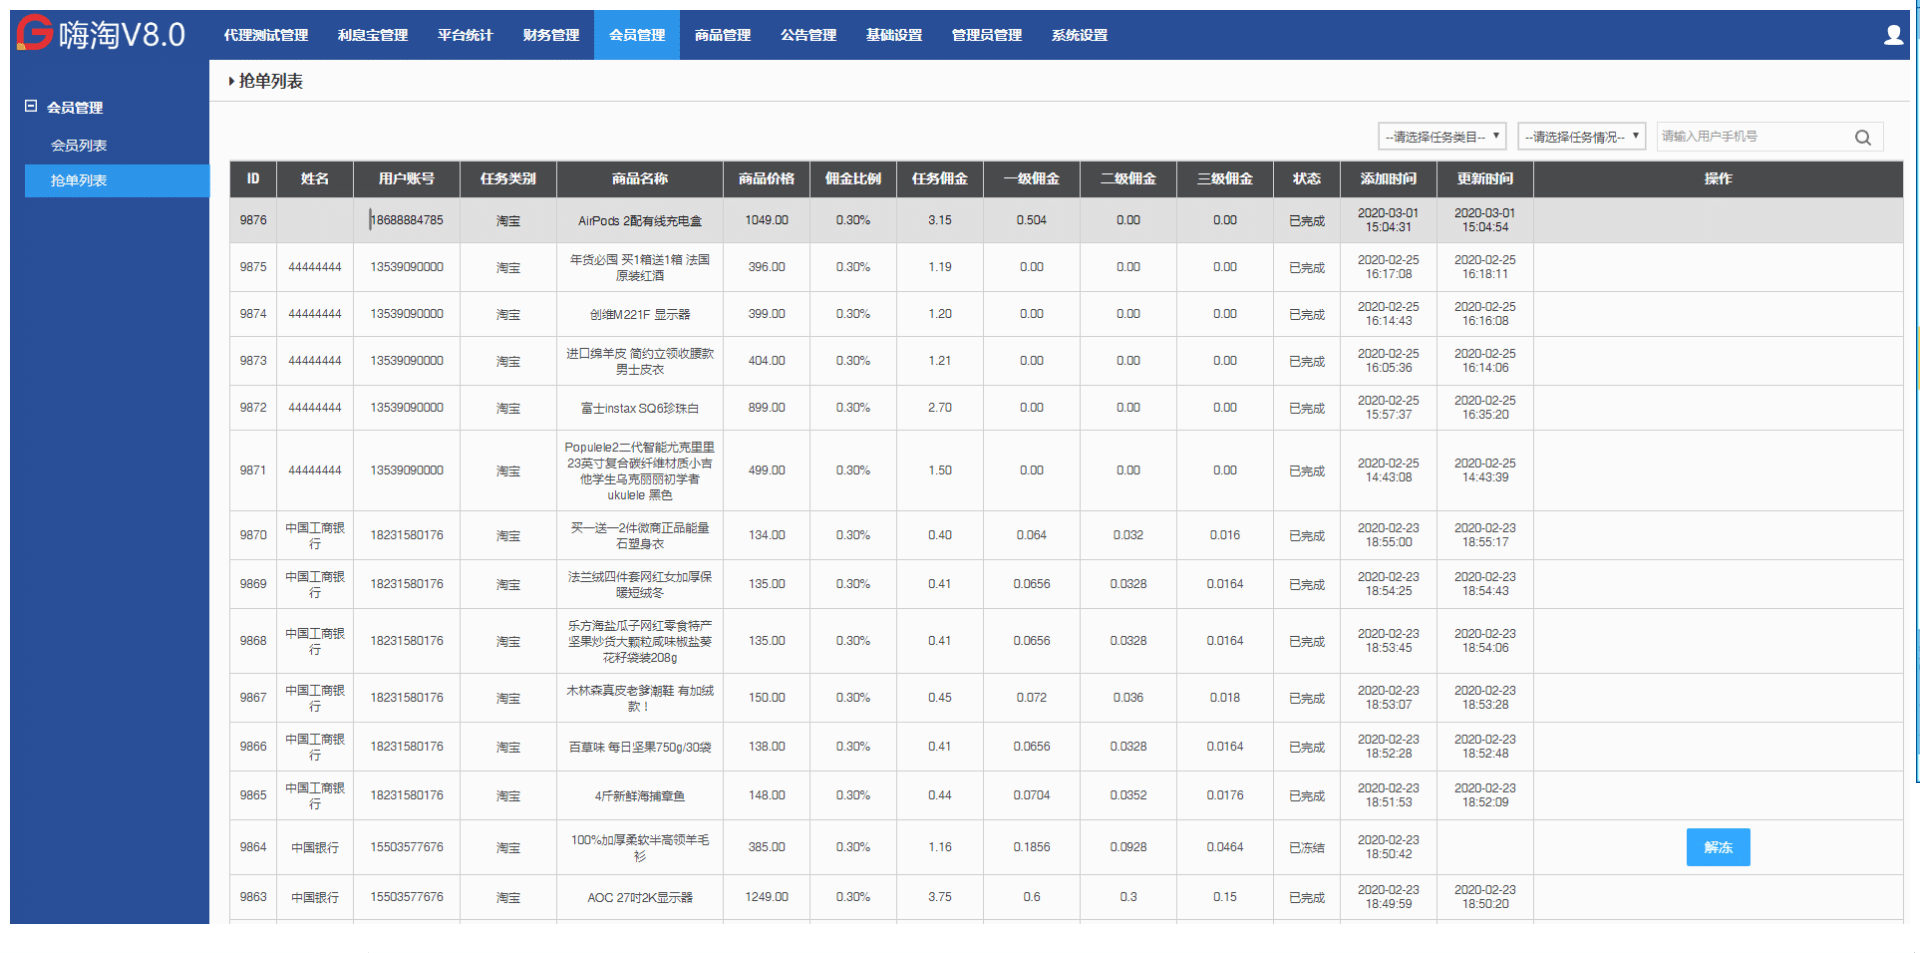 嗨淘V8.0
代理测试管理 利息宝管理 平台统计 财务管理 会员管理 商品管理 公告管理 基础设置 管理员管理 系统设置
会员管理
会员列表
抢单列表
抢单列表
--请选择任务类目-- --请选择任务情况-- 请输入用户手机号
ID 姓名 用户账号 任务类别 商品名称 商品价格 佣金比例 任务佣金 一级佣金 二级佣金 三级佣金 状态 添加时间 更新时间 操作
9876 18688884785 淘宝 AirPods 2配有线充电盒 1049.00 0.30% 3.15 0.504 0.00 0.00 已完成 2020-03-01 15:04:31 2020-03-01 15:04:54
9875 44444444 13539090000 淘宝 年货必囤 买1箱送1箱 法国原装红酒 396.00 0.30% 1.19 0.00 0.00 0.00 已完成 2020-02-25 16:17:08 2020-02-25 16:18:11
9874 44444444 13539090000 淘宝 创维M221F 显示器 399.00 0.30% 1.20 0.00 0.00 0.00 已完成 2020-02-25 16:14:43 2020-02-25 16:16:08
9873 44444444 13539090000 淘宝 进口绵羊皮 简约立领收腰款男士皮衣 404.00 0.30% 1.21 0.00 0.00 0.00 已完成 2020-02-25 16:05:36 2020-02-25 16:14:06
9872 44444444 13539090000 淘宝 富士instax SQ6珍珠白 899.00 0.30% 2.70 0.00 0.00 0.00 已完成 2020-02-25 15:57:37 2020-02-25 16:35:20
9871 44444444 13539090000 淘宝 Populele2二代智能尤克里里23英寸复合碳纤维材质小吉他学生乌克丽丽初学者ukulele 黑色 499.00 0.30% 1.50 0.00 0.00 0.00 已完成 2020-02-25 14:43:08 2020-02-25 14:43:39
9870 中国工商银行 18231580176 淘宝 买一送一2件微商正品能量石塑身衣 134.00 0.30% 0.40 0.064 0.032 0.016 已完成 2020-02-23 18:55:00 2020-02-23 18:55:17
9869 中国工商银行 18231580176 淘宝 法兰绒四件套网红女加厚保暖短绒冬 135.00 0.30% 0.41 0.0656 0.0328 0.0164 已完成 2020-02-23 18:54:25 2020-02-23 18:54:43
9868 中国工商银行 18231580176 淘宝 乐方海盐瓜子网红零食特产坚果炒货大颗粒咸味椒盐葵花籽袋装208g 135.00 0.30% 0.41 0.0656 0.0328 0.0164 已完成 2020-02-23 18:53:45 2020-02-23 18:54:06
9867 中国工商银行 18231580176 淘宝 木林森真皮老爹潮鞋 有加绒款！ 150.00 0.30% 0.45 0.072 0.036 0.018 已完成 2020-02-23 18:53:07 2020-02-23 18:53:28
9866 中国工商银行 18231580176 淘宝 百草味 每日坚果750g/30袋 138.00 0.30% 0.41 0.0656 0.0328 0.0164 已完成 2020-02-23 18:52:28 2020-02-23 18:52:48
9865 中国工商银行 18231580176 淘宝 4斤新鲜海捕章鱼 148.00 0.30% 0.44 0.0704 0.0352 0.0176 已完成 2020-02-23 18:51:53 2020-02-23 18:52:09
9864 中国银行 15503577676 淘宝 100%加厚柔软半高领羊毛衫 385.00 0.30% 1.16 0.1856 0.0928 0.0464 已冻结 2020-02-23 18:50:42 解冻
9863 中国银行 15503577676 淘宝 AOC 27吋2K显示器 1249.00 0.30% 3.75 0.6 0.3 0.15 已完成 2020-02-23 18:49:59 2020-02-23 18:50:20